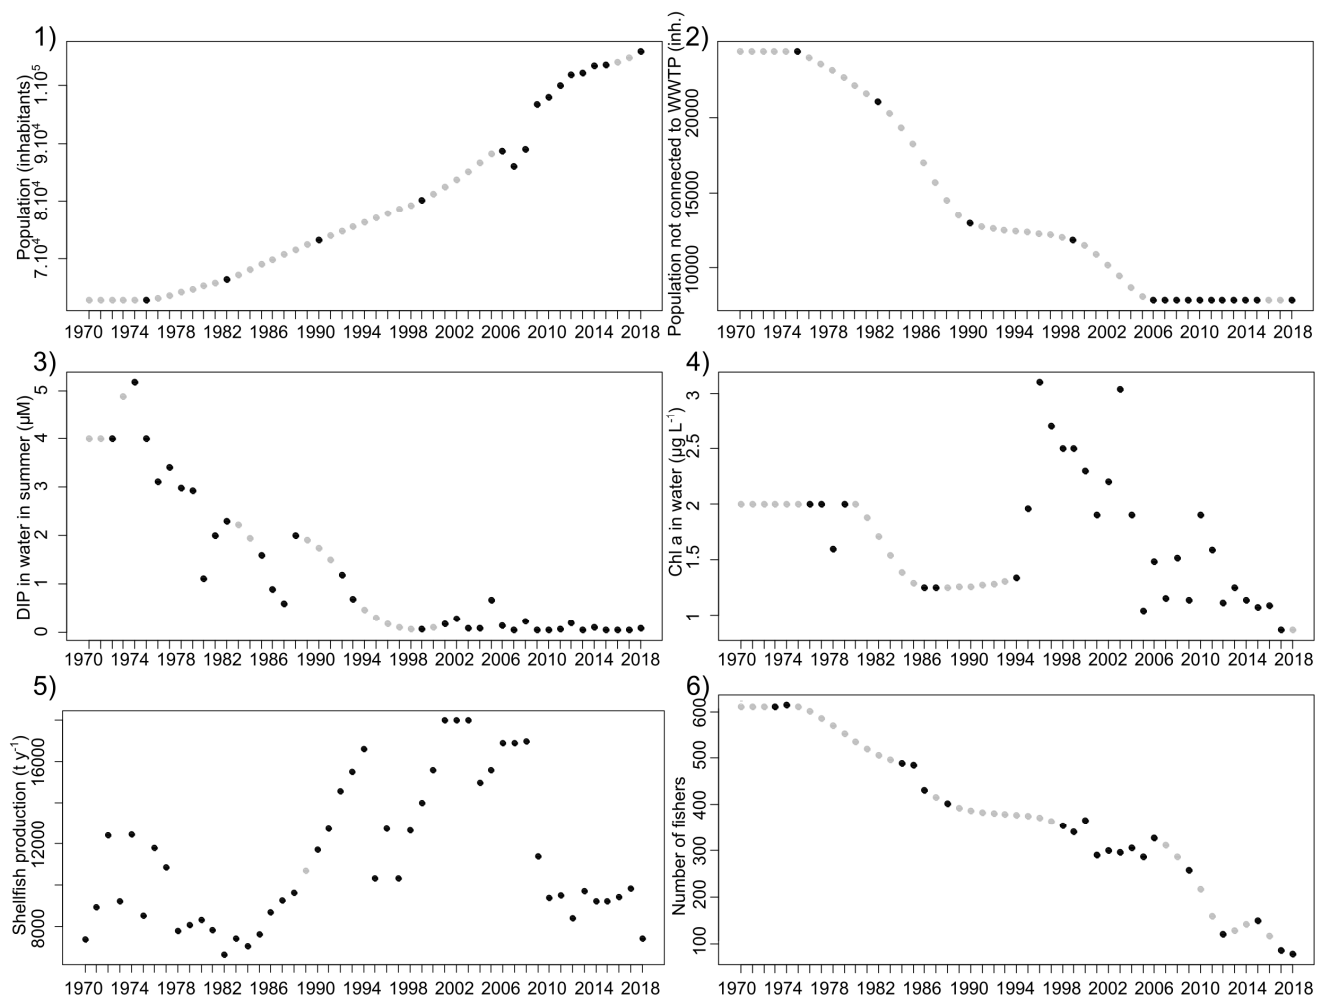 1)
Population (inhabitants)
7.10⁴ 8.10⁴ 9.10⁴ 1.10⁵
1970 1974 1978 1982 1986 1990 1994 1998 2002 2006 2010 2014 2018
2)
Population not connected to WWTP (inh.)
10000 15000 20000
1970 1974 1978 1982 1986 1990 1994 1998 2002 2006 2010 2014 2018
3)
DIP in water in summer (µM)
0 1 2 3 4 5
1970 1974 1978 1982 1986 1990 1994 1998 2002 2006 2010 2014 2018
4)
Chl a in water (µg L⁻¹)
1 1.5 2 2.5 3
1970 1974 1978 1982 1986 1990 1994 1998 2002 2006 2010 2014 2018
5)
Shellfish production (t y⁻¹)
8000 12000 16000
1970 1974 1978 1982 1986 1990 1994 1998 2002 2006 2010 2014 2018
6)
Number of fishers
100 200 300 400 500 600
1970 1974 1978 1982 1986 1990 1994 1998 2002 2006 2010 2014 2018